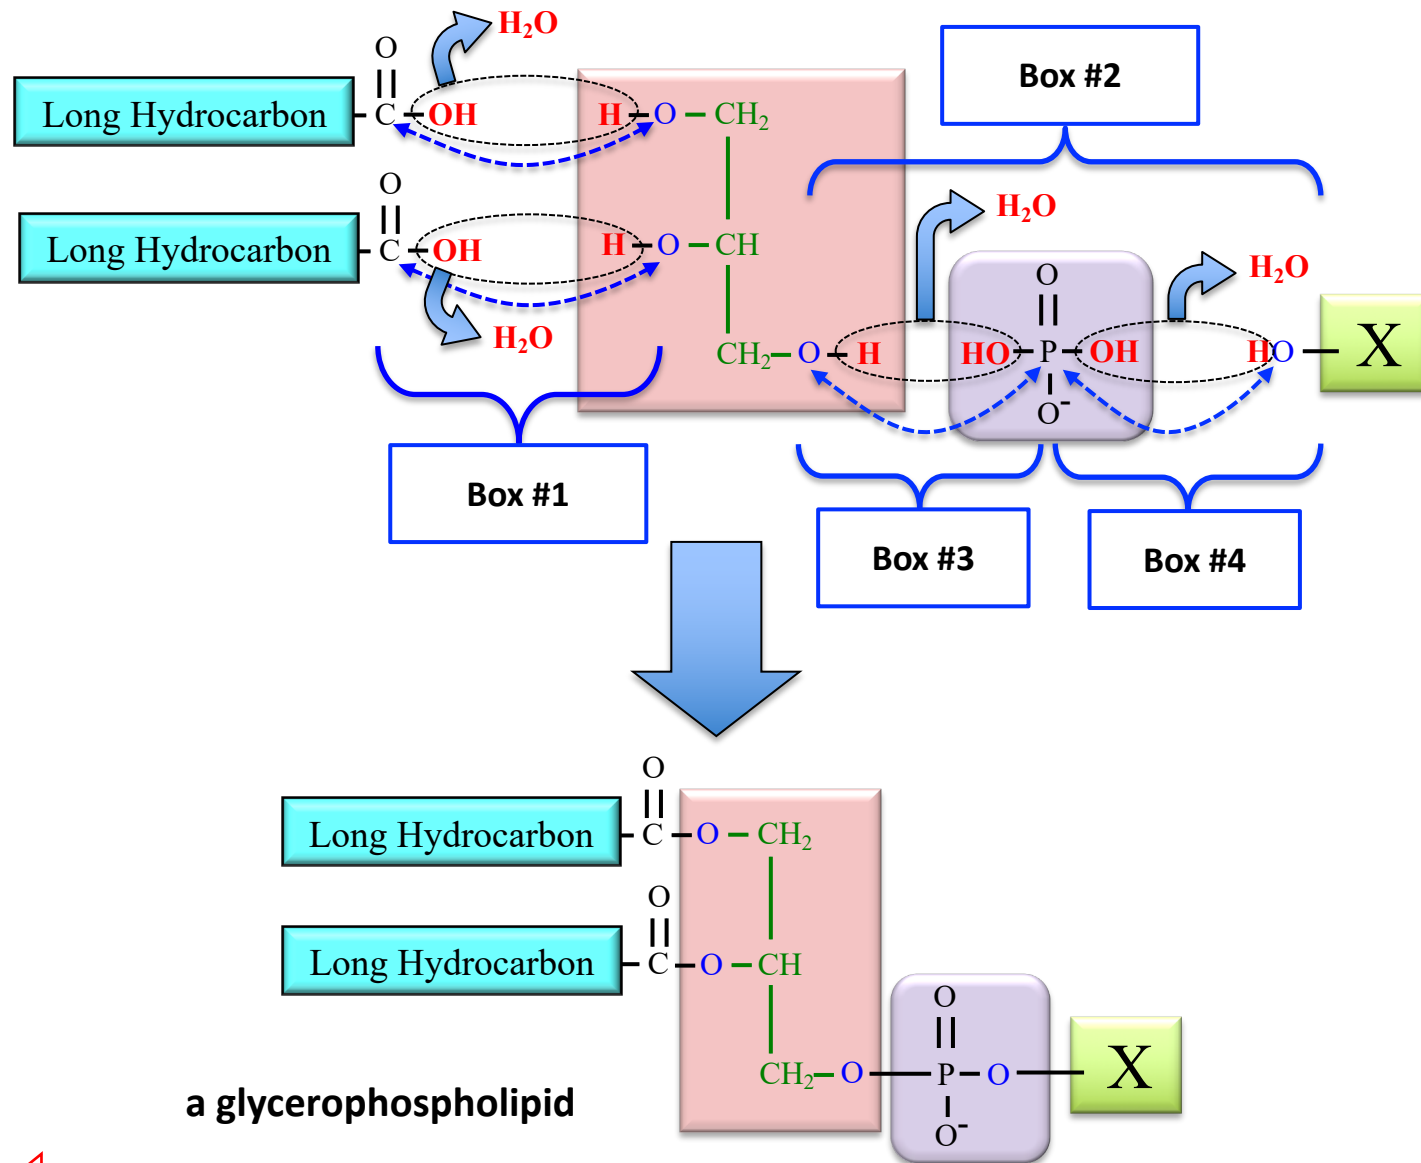 H₂O
O
Long Hydrocarbon C OH H O CH₂
Box #2
O
Long Hydrocarbon C OH H O CH
H₂O
H₂O
O
H₂O
CH₂ O H HO P OH HO X
O⁻
Box #1
Box #3
Box #4
O
Long Hydrocarbon C O CH₂
O
Long Hydrocarbon C O CH
O
CH₂ O P O X
a glycerophospholipid
O⁻